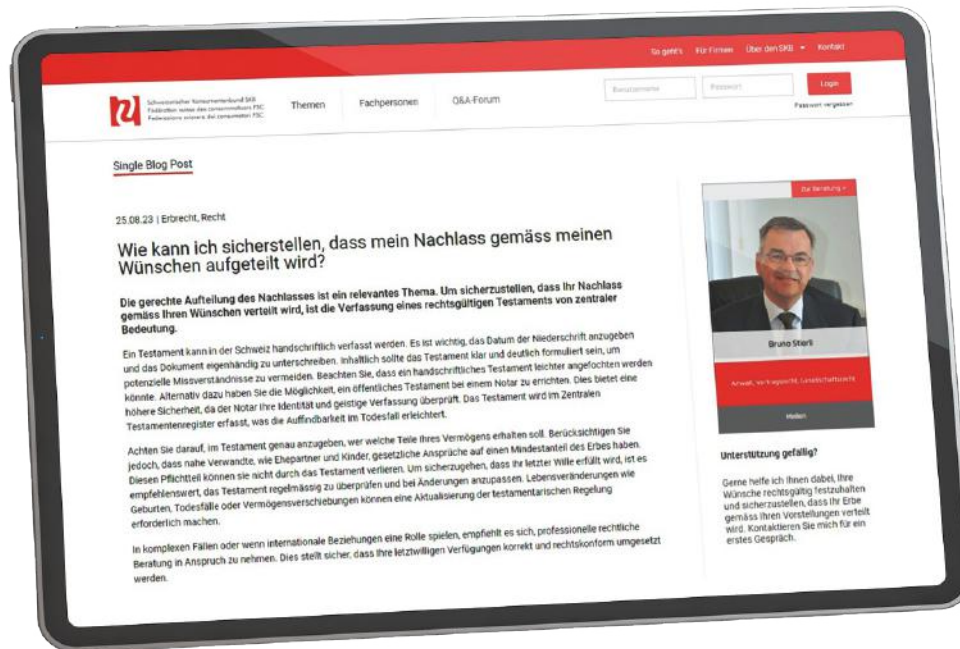 So geht's Für Firmen Über den SKB Kontakt
Schweizerischer Konsumentenbund SKB
Fédération suisse des consommateurs FSC
Federazione svizzera dei consumatori FSC
Themen Fachpersonen Q&A-Forum
Benutzername Passwort Login
Passwort vergessen
Single Blog Post
25.08.23 | Erbrecht, Recht
Wie kann ich sicherstellen, dass mein Nachlass gemäss meinen
Wünschen aufgeteilt wird?
Die gerechte Aufteilung des Nachlasses ist ein relevantes Thema. Um sicherzustellen, dass Ihr Nachlass
gemäss Ihren Wünschen verteilt wird, ist die Verfassung eines rechtsgültigen Testaments von zentraler
Bedeutung.
Ein Testament kann in der Schweiz handschriftlich verfasst werden. Es ist wichtig, das Datum der Niederschrift anzugeben
und das Dokument eigenhändig zu unterschreiben. Inhaltlich sollte das Testament klar und deutlich formuliert sein, um
potenzielle Missverständnisse zu vermeiden. Beachten Sie, dass ein handschriftliches Testament leichter angefochten werden
könnte. Alternativ dazu haben Sie die Möglichkeit, ein öffentliches Testament bei einem Notar zu errichten. Dies bietet eine
höhere Sicherheit, da der Notar Ihre Identität und geistige Verfassung überprüft. Das Testament wird im Zentralen
Testamentenregister erfasst, was die Auffindbarkeit im Todesfall erleichtert.
Achten Sie darauf, im Testament genau anzugeben, wer welche Teile Ihres Vermögens erhalten soll. Berücksichtigen Sie
jedoch, dass nahe Verwandte, wie Ehepartner und Kinder, gesetzliche Ansprüche auf einen Mindestanteil des Erbes haben.
Diesen Pflichtteil können sie nicht durch das Testament verlieren. Um sicherzugehen, dass Ihr letzter Wille erfüllt wird, ist es
empfehlenswert, das Testament regelmässig zu überprüfen und bei Änderungen anzupassen. Lebensveränderungen wie
Geburten, Todesfälle oder Vermögensverschiebungen können eine Aktualisierung der testamentarischen Regelung
erforderlich machen.
In komplexen Fällen oder wenn internationale Beziehungen eine Rolle spielen, empfiehlt es sich, professionelle rechtliche
Beratung in Anspruch zu nehmen. Dies stellt sicher, dass Ihre letztwilligen Verfügungen korrekt und rechtskonform umgesetzt
werden.
Zur Beratung
Bruno Stierli
Anwalt, Vertragsrecht, Gesellschaftsrecht
Meilen
Unterstützung gefällig?
Gerne helfe ich Ihnen dabei, Ihre
Wünsche rechtsgültig festzuhalten
und sicherzustellen, dass Ihr Erbe
gemäss Ihren Vorstellungen verteilt
wird. Kontaktieren Sie mich für ein
erstes Gespräch.